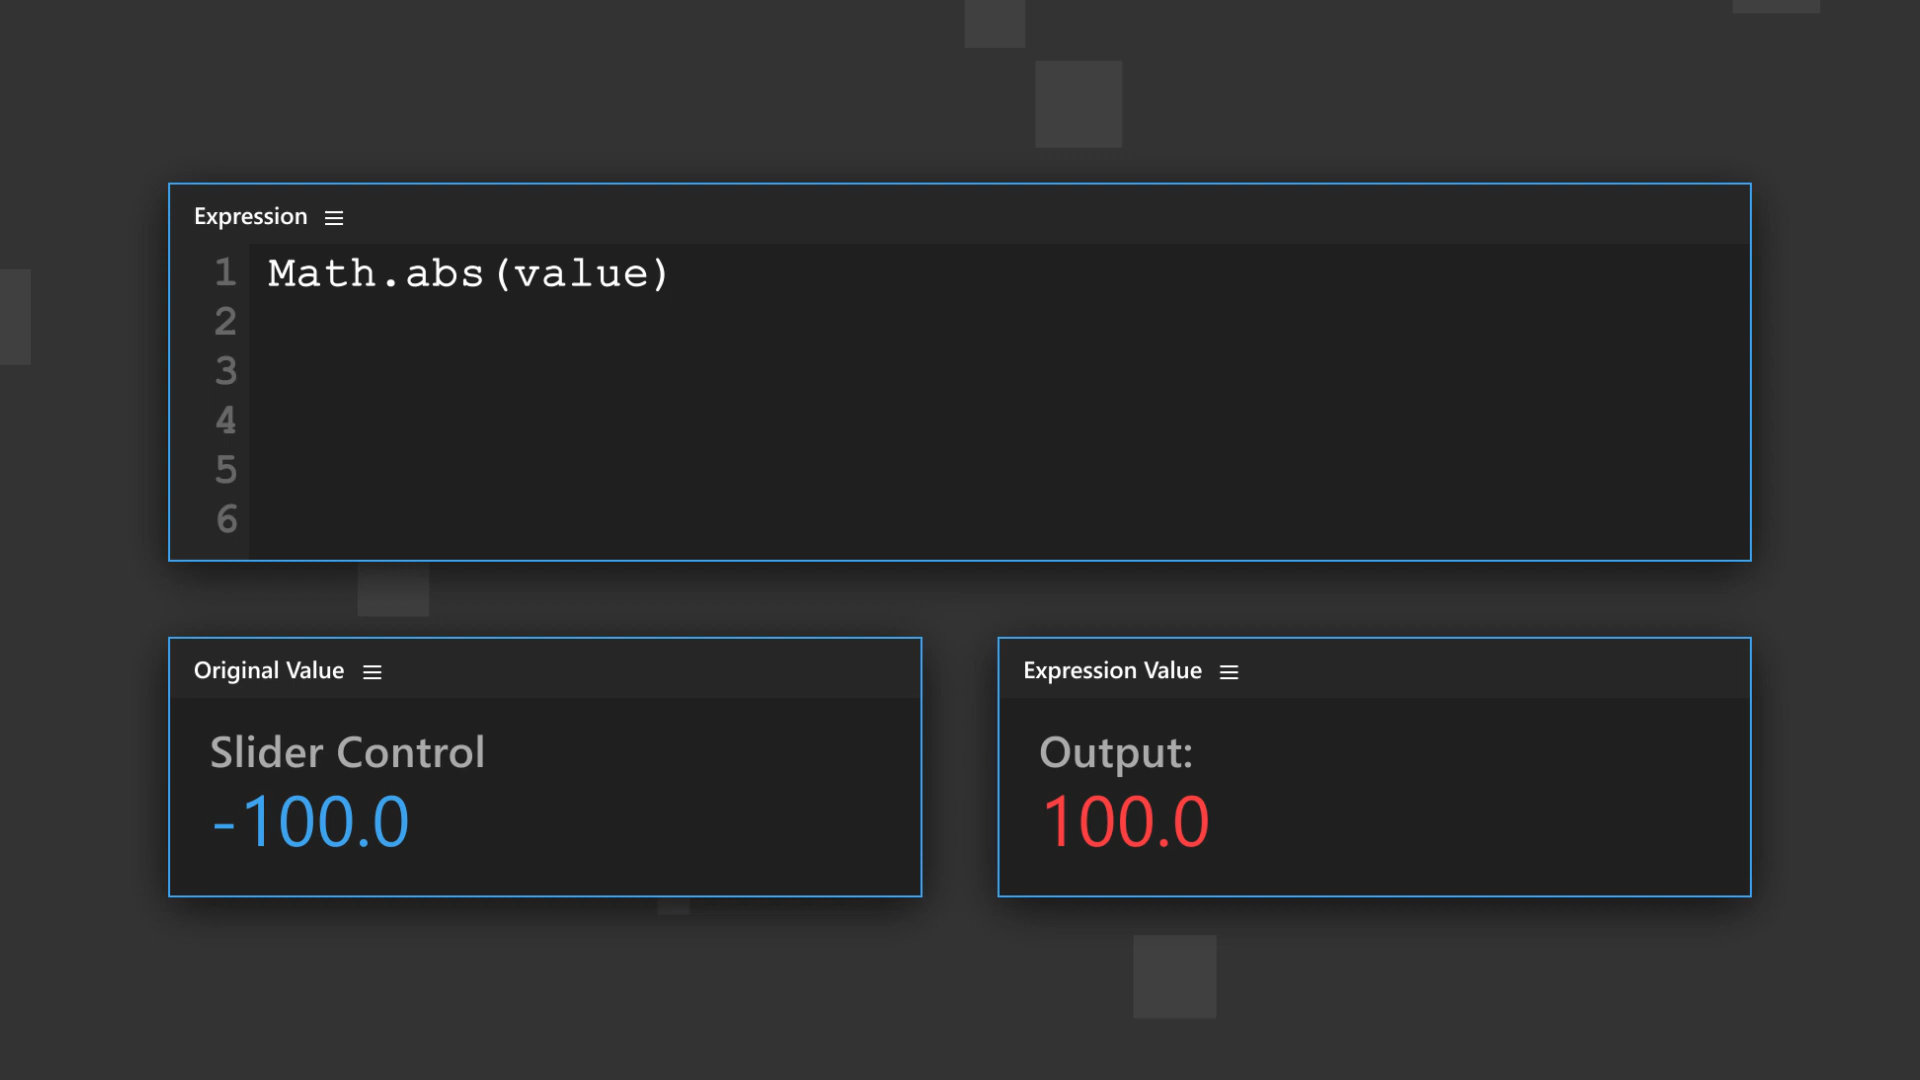 Expression
1 Math.abs(value)
2
3
4
5
6
Original Value
Slider Control
-100.0
Expression Value
Output:
100.0